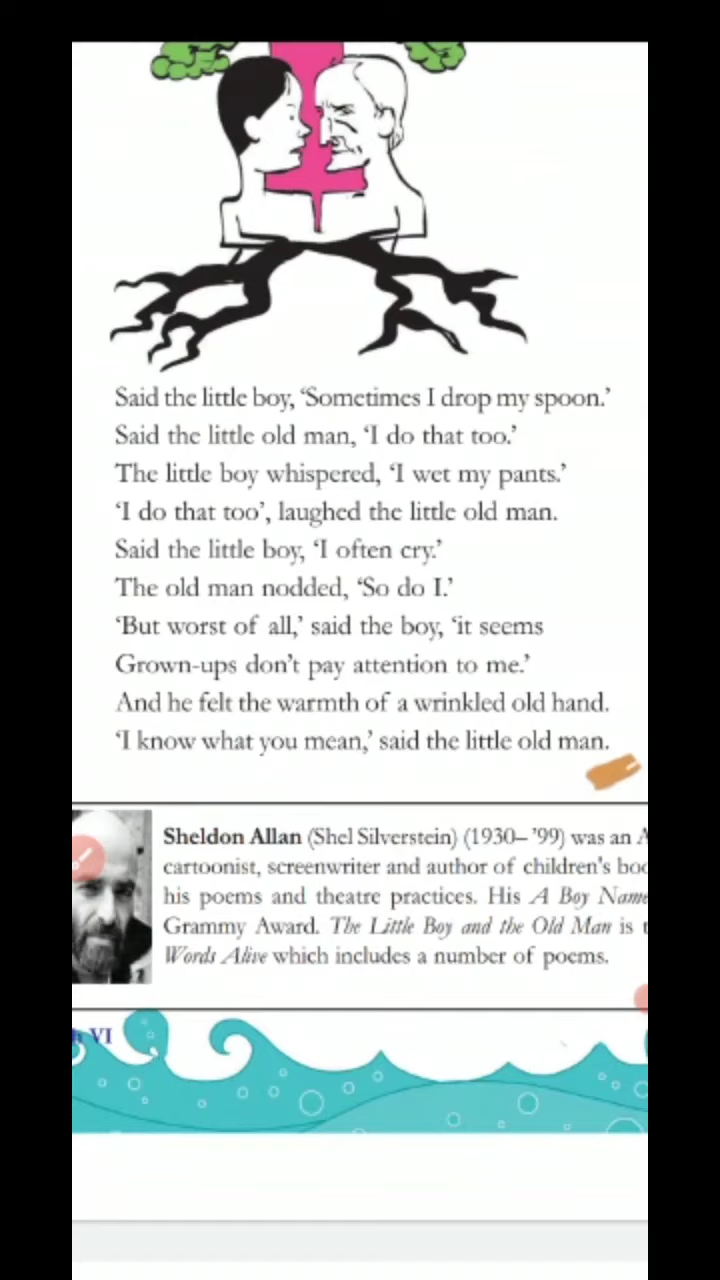 Said the little boy, ‘Sometimes I drop my spoon.’
Said the little old man, ‘I do that too.’
The little boy whispered, ‘I wet my pants.’
‘I do that too’, laughed the little old man.
Said the little boy, ‘I often cry.’
The old man nodded, ‘So do I.’
‘But worst of all,’ said the boy, ‘it seems
Grown-ups don’t pay attention to me.’
And he felt the warmth of a wrinkled old hand.
‘I know what you mean,’ said the little old man.
Sheldon Allan (Shel Silverstein) (1930–’99) was an
cartoonist, screenwriter and author of children's
his poems and theatre practices. His A Boy
Grammy Award. The Little Boy and the Old Man is
Words Alive which includes a number of poems.
VI